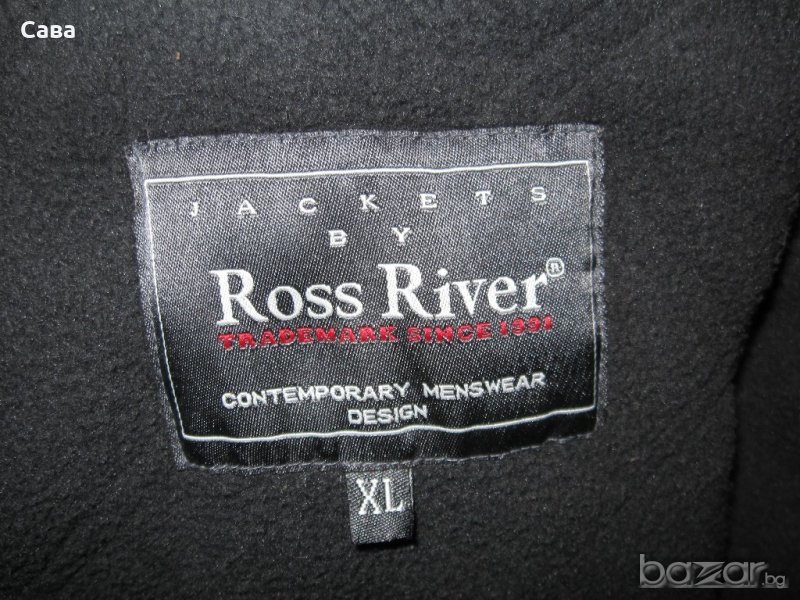 Сава
JACKETS
BY
Ross River®
TRADEMARK SINCE 1991
CONTEMPORARY MENSWEAR
DESIGN
XL
bazar.bg